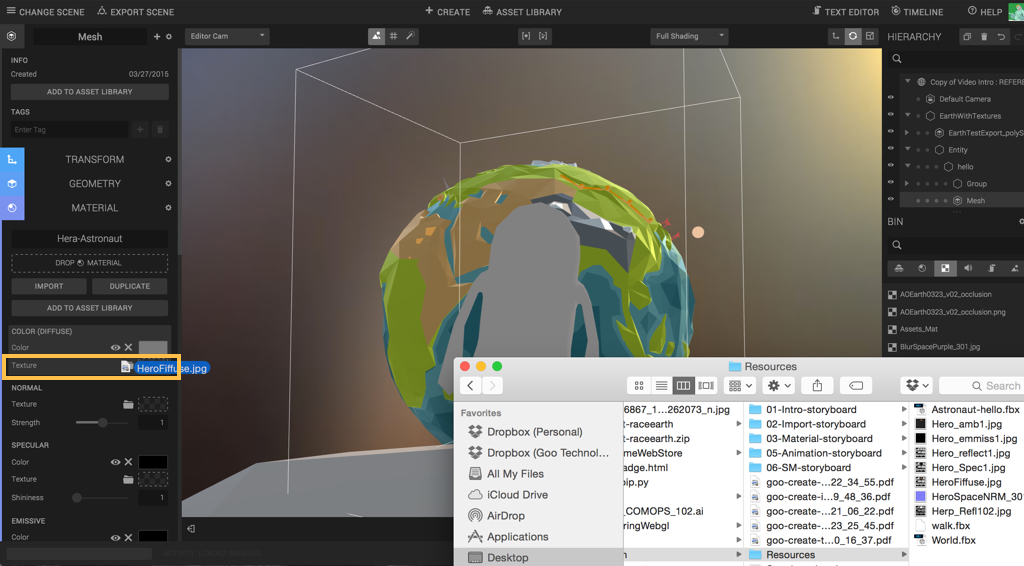 CHANGE SCENE
EXPORT SCENE
CREATE
ASSET LIBRARY
TEXT EDITOR
TIMELINE
HELP
Mesh
Editor Cam
Full Shading
HIERARCHY
INFO
Created 03/27/2015
ADD TO ASSET LIBRARY
TAGS
Enter Tag
TRANSFORM
GEOMETRY
MATERIAL
Hera-Astronaut
DROP MATERIAL
IMPORT
DUPLICATE
ADD TO ASSET LIBRARY
COLOR (DIFFUSE)
Color
Texture
HeroFiffuse.jpg
NORMAL
Texture
Strength 1
SPECULAR
Color
Texture
Shininess 1
EMISSIVE
Color
Copy of Video Intro : REFERE
Default Camera
EarthWithTextures
EarthTestExport_polyS
Entity
hello
Group
Mesh
BIN
AOEarth0323_v02_occlusion
AOEarth0323_v02_occlusion.png
Assets_Mat
BlurSpacePurple_301.jpg
Resources
Search
Favorites
Dropbox (Personal)
Dropbox (Goo Technol...
All My Files
iCloud Drive
AirDrop
Applications
Desktop
6867_1...262073_n.jpg
t-raceearth
t-raceearth.zip
meWebStore
adge.html
oip.py
_COMOPS_102.ai
ringWebgl
01-Intro-storyboard
02-Import-storyboard
03-Material-storyboard
05-Animation-storyboard
06-SM-storyboard
goo-create-...22_34_55.pdf
goo-create-i...9_48_36.pdf
goo-create-...21_06_22.pdf
goo-create-...23_25_45.pdf
goo-create-t...0_16_37.pdf
Resources
Astronaut-hello.fbx
Hero_amb1.jpg
Hero_emmiss1.jpg
Hero_reflect1.jpg
Hero_Spec1.jpg
HeroFiffuse.jpg
HeroSpaceNRM_301
Herp_Refl102.jpg
walk.fbx
World.fbx